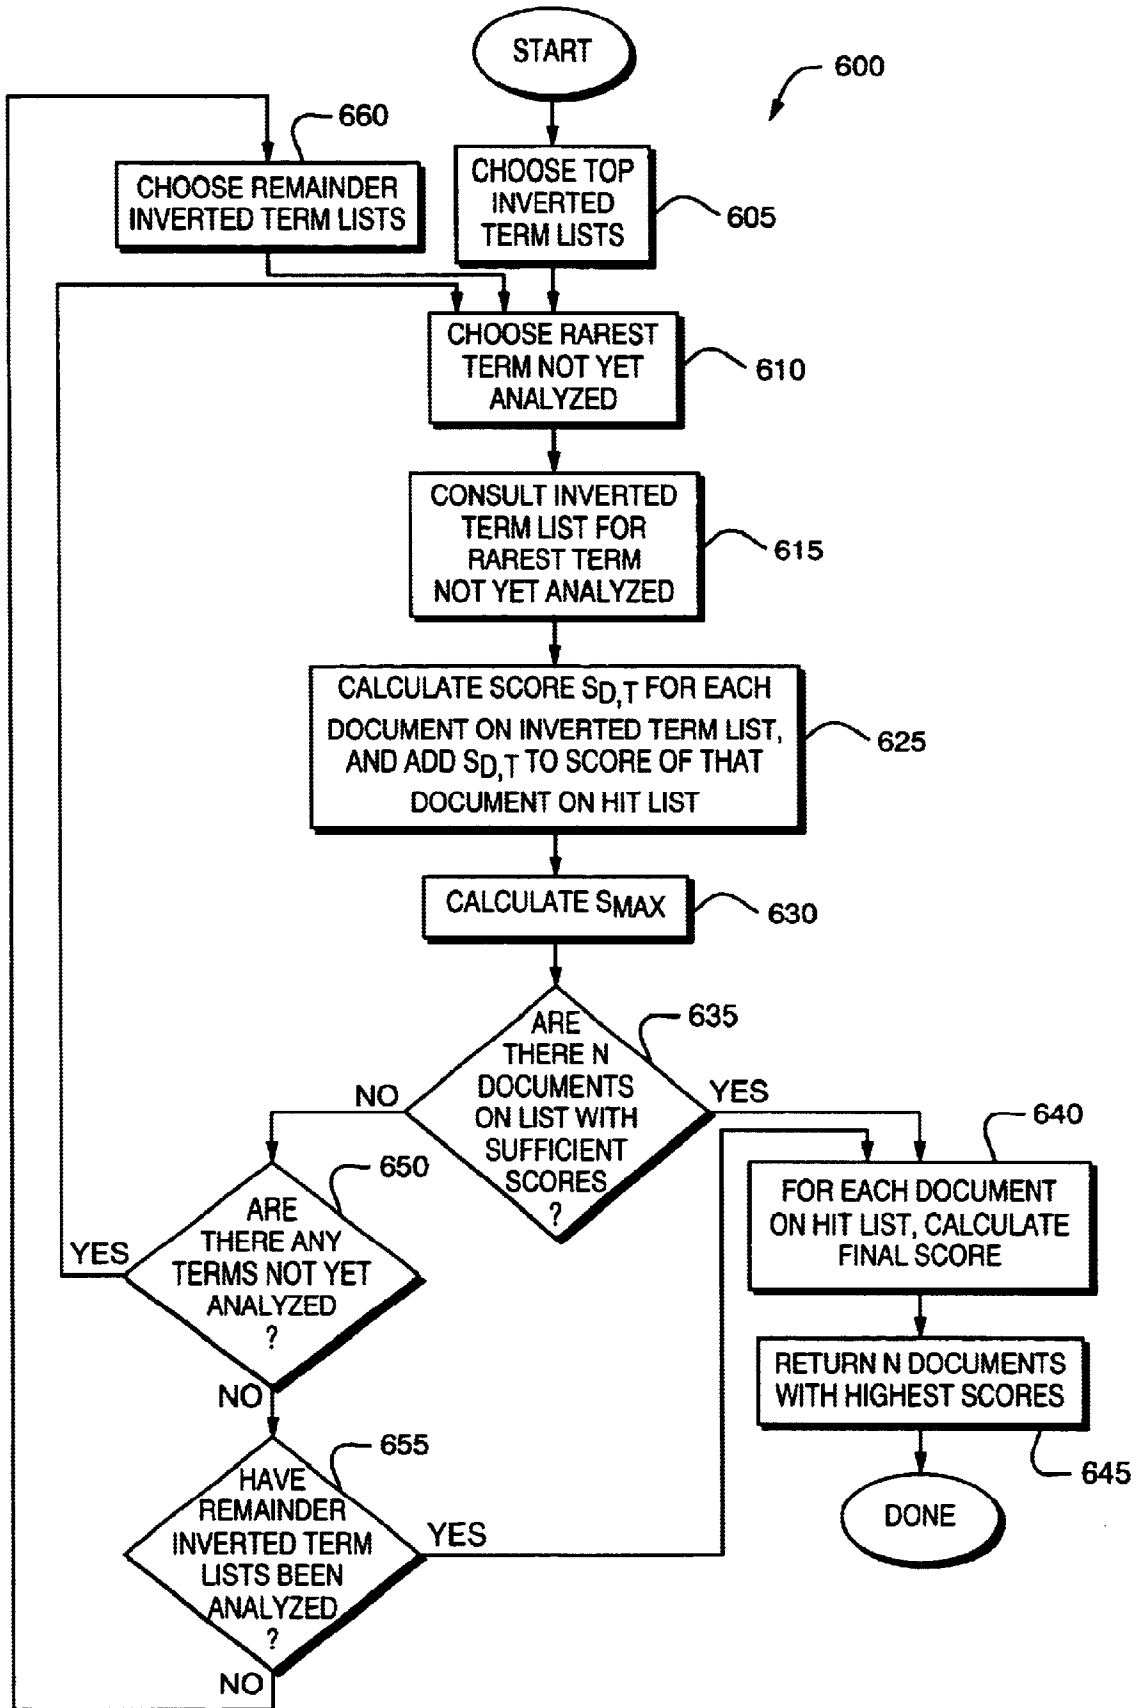 START
600
660
CHOOSE REMAINDER
INVERTED TERM LISTS
CHOOSE TOP
INVERTED
TERM LISTS
605
CHOOSE RAREST
TERM NOT YET
ANALYZED
610
CONSULT INVERTED
TERM LIST FOR
RAREST TERM
NOT YET ANALYZED
615
CALCULATE SCORE SD,T FOR EACH
DOCUMENT ON INVERTED TERM LIST,
AND ADD SD,T TO SCORE OF THAT
DOCUMENT ON HIT LIST
625
CALCULATE SMAX
630
ARE
THERE N
DOCUMENTS
ON LIST WITH
SUFFICIENT
SCORES
?
635
NO
YES
640
FOR EACH DOCUMENT
ON HIT LIST, CALCULATE
FINAL SCORE
650
ARE
THERE ANY
TERMS NOT YET
ANALYZED
?
YES
NO
RETURN N DOCUMENTS
WITH HIGHEST SCORES
645
DONE
655
HAVE
REMAINDER
INVERTED TERM
LISTS BEEN
ANALYZED
?
YES
NO